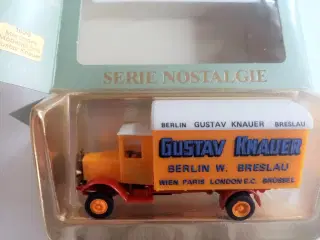 SERIE NOSTALGIE
BERLIN GUSTAV KNAUER BRESLAU
GUSTAV KNAUER
BERLIN W. BRESLAU
WIEN PARIS LONDON E.C. BRÜSSEL